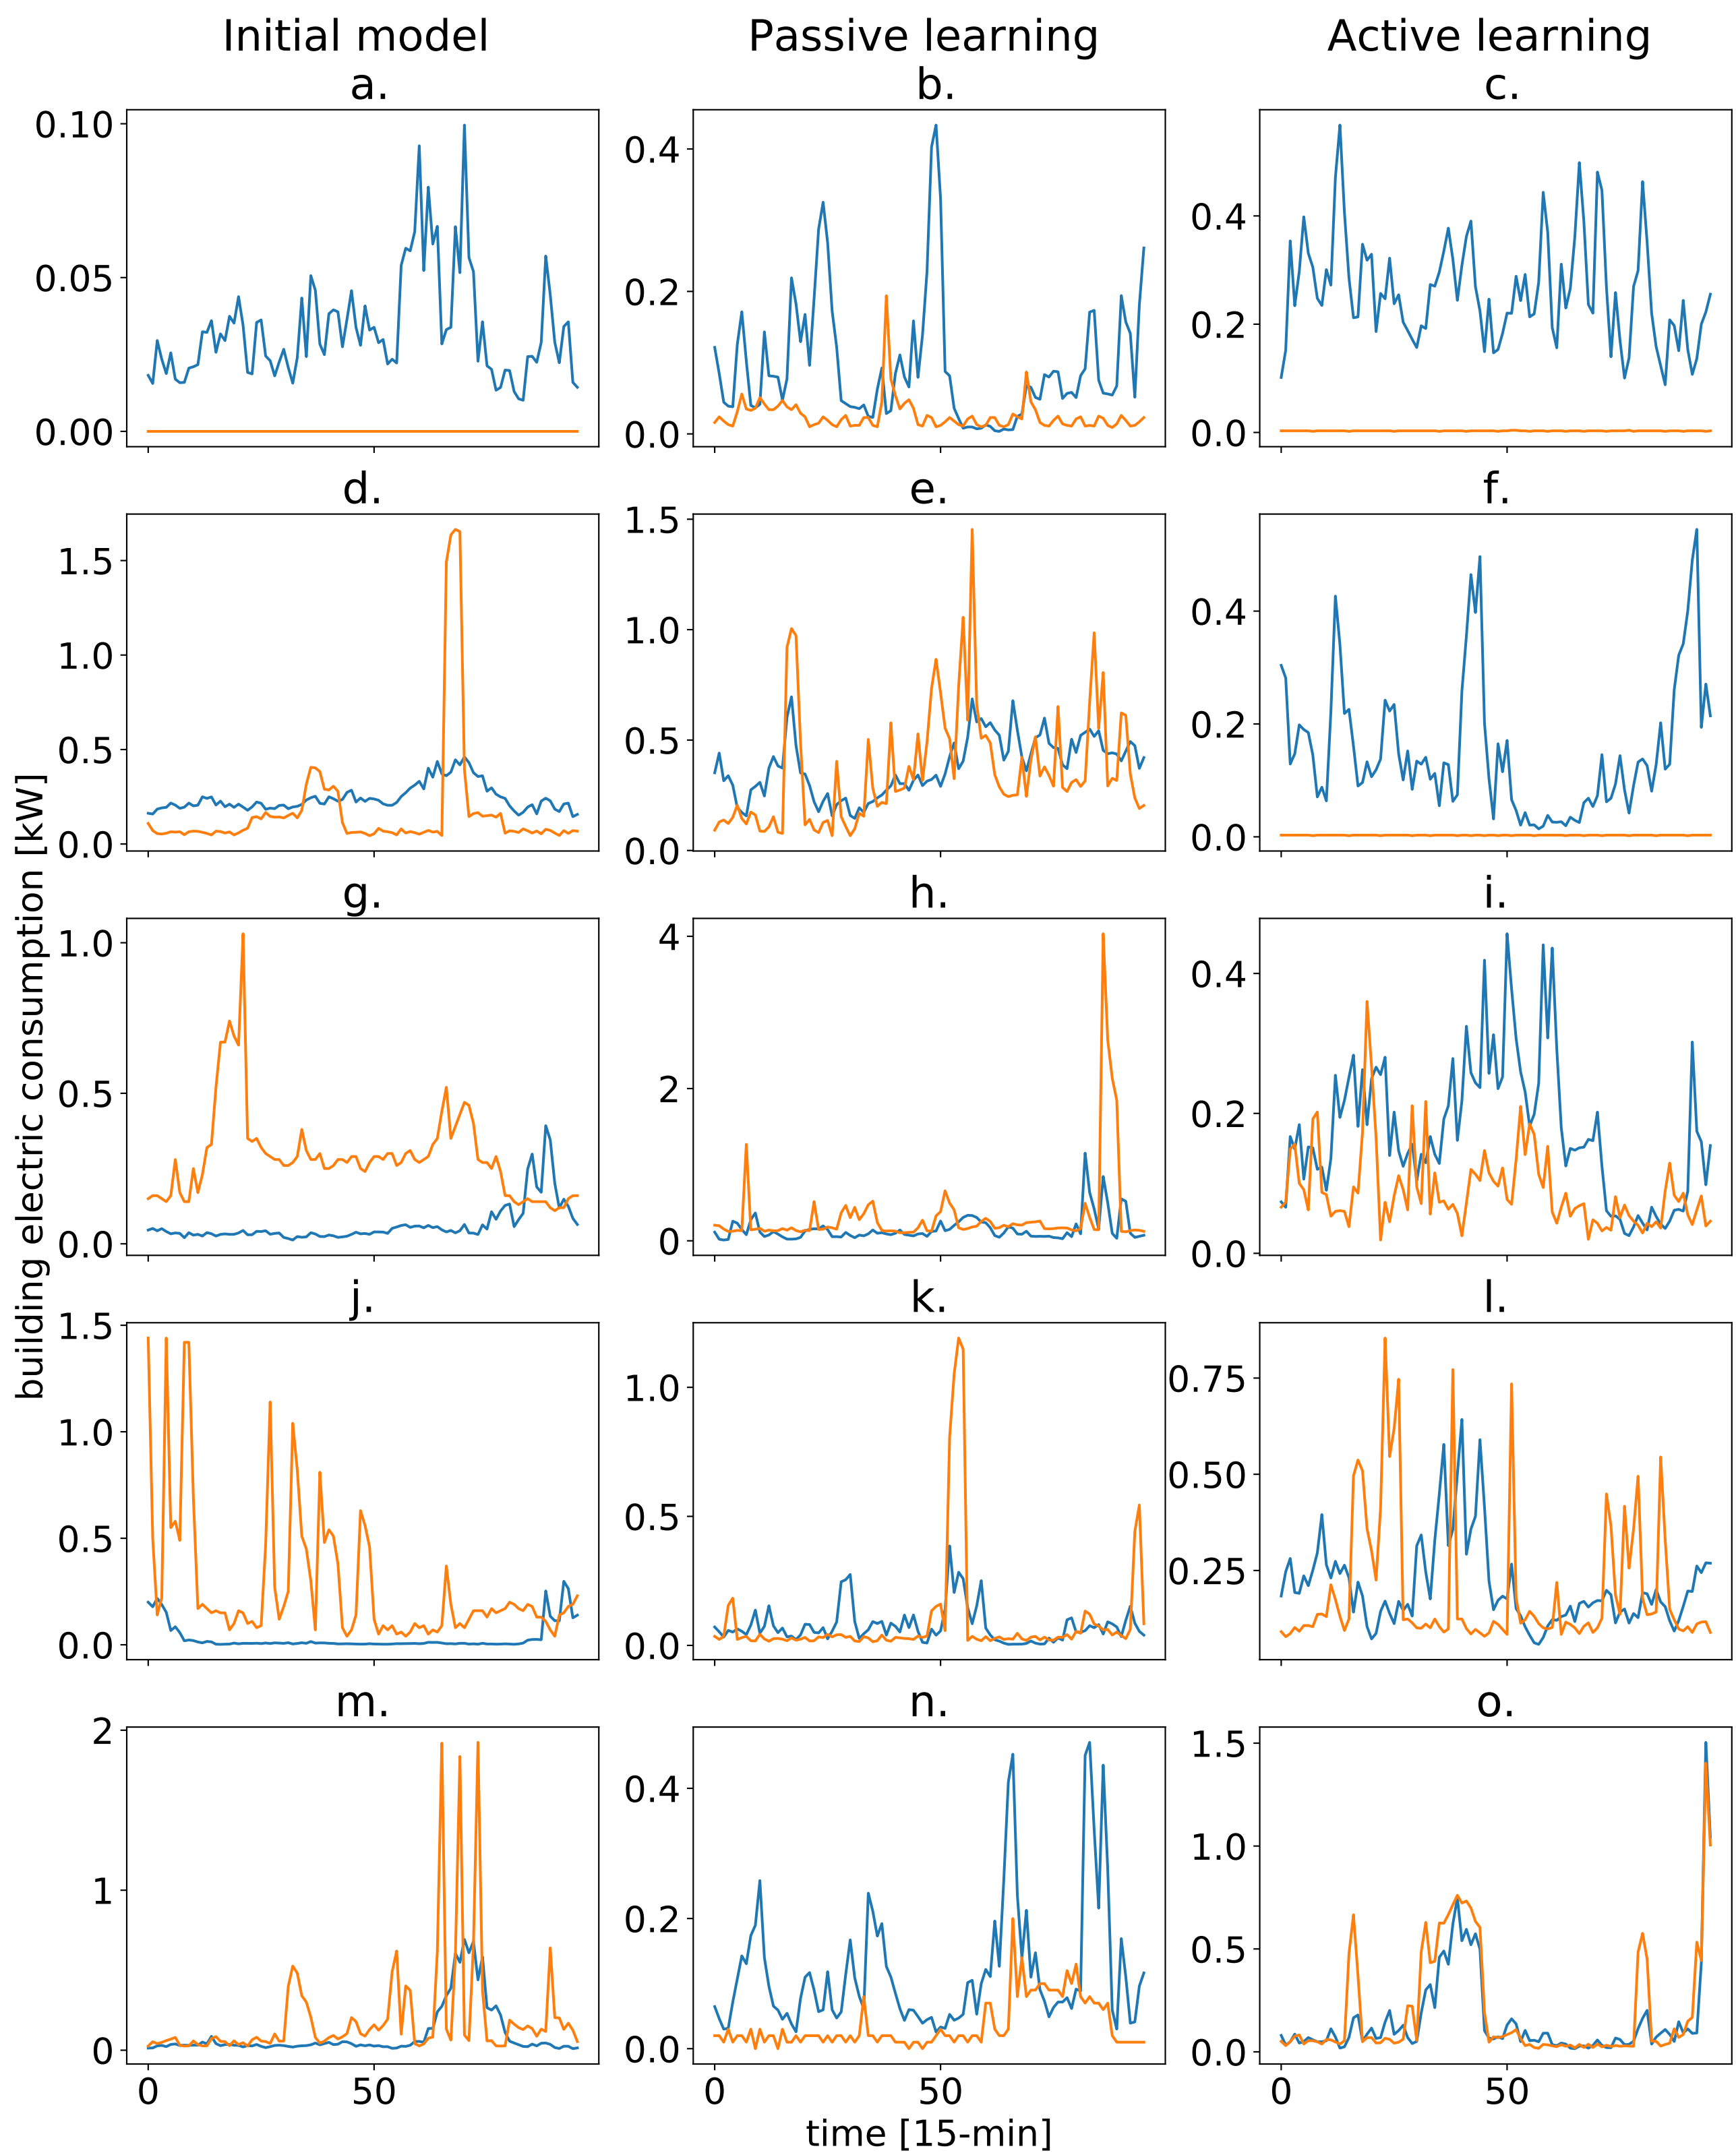 Initial model Passive learning Active learning
a. b. c.
0.10 0.05 0.00
0.4 0.2 0.0
0.4 0.2 0.0
d. e. f.
1.5 1.0 0.5 0.0
1.5 1.0 0.5 0.0
0.4 0.2 0.0
g. h. i.
1.0 0.5 0.0
4 2 0
0.4 0.2 0.0
j. k. l.
1.5 1.0 0.5 0.0
1.0 0.5 0.0
0.75 0.50 0.25
m. n. o.
2 1 0
0.4 0.2 0.0
1.5 1.0 0.5 0.0
0 50 0 50 0 50
building electric consumption [kW]
time [15-min]